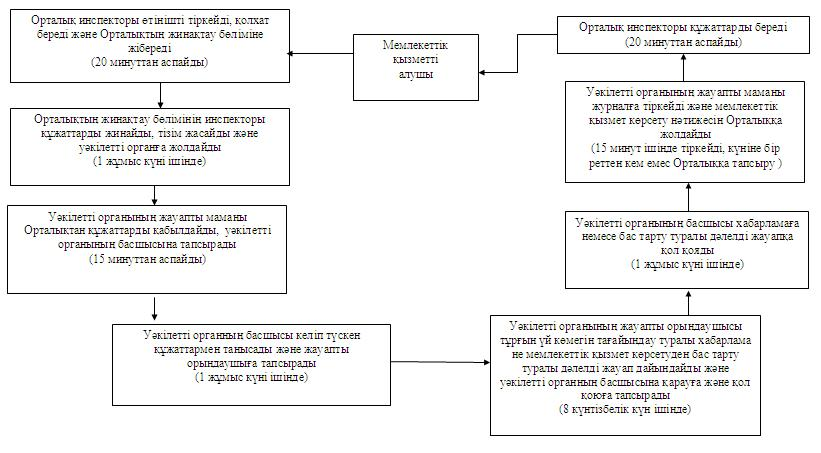 Орталық инспекторы өтінішті тіркейді, қолхат
береді және Орталықтың жинақтау бөліміне
жібереді
(20 минуттан аспайды)
Мемлекеттік
қызметті
алушы
Орталық инспекторы құжаттарды береді
(20 минуттан аспайды)
Орталықтың жинақтау бөлімінің инспекторы
құжаттарды жинайды, тізім жасайды және
уәкілетті органға жолдайды
(1 жұмыс күні ішінде)
Уәкілетті органының жауапты маманы
Орталықтан құжаттарды қабылдайды, уәкілетті
органының басшысына тапсырады
(15 минуттан аспайды)
Уәкілетті органның басшысы келіп түскен
құжаттармен танысады және жауапты
орындаушыға тапсырады
(1 жұмыс күні ішінде)
Уәкілетті органының жауапты орындаушысы
тұрғын үй көмегін тағайындау туралы хабарлама
не мемлекеттік қызмет көрсетуден бас тарту
туралы дәлелді жауап дайындайды және
уәкілетті органның басшысына қарауға және қол
қоюға тапсырады
(8 күнтізбелік күн ішінде)
Уәкілетті органының басшысы хабарламаға
немесе бас тарту туралы дәлелді жауапқа
қол қояды
(1 жұмыс күні ішінде)
Уәкілетті органының жауапты маманы
журналға тіркейді және мемлекеттік
қызмет көрсету нәтижесін Орталыққа
жолдайды
(15 минут ішінде тіркейді, күніне бір
реттен кем емес Орталыққа тапсыру )